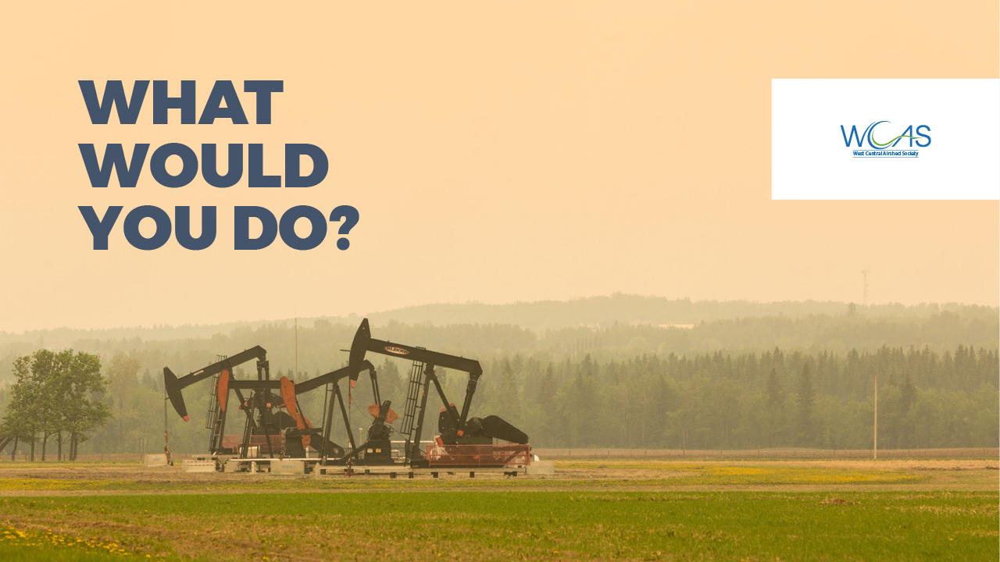 WHAT
WOULD
YOU DO?
WCAS
West Central Airshed Society